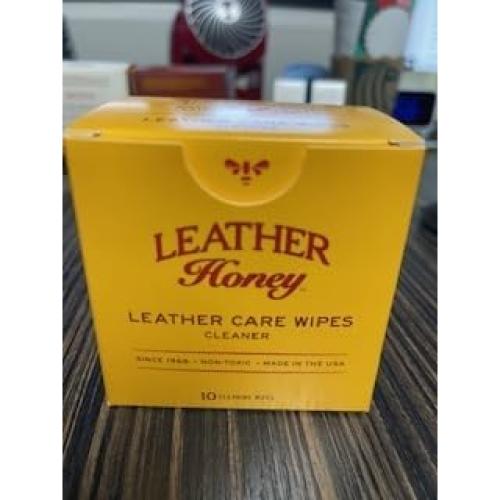 LEATHER
Honey
LEATHER CARE WIPES
CLEANER
SINCE 1968 • NON-TOXIC • MADE IN THE USA
10